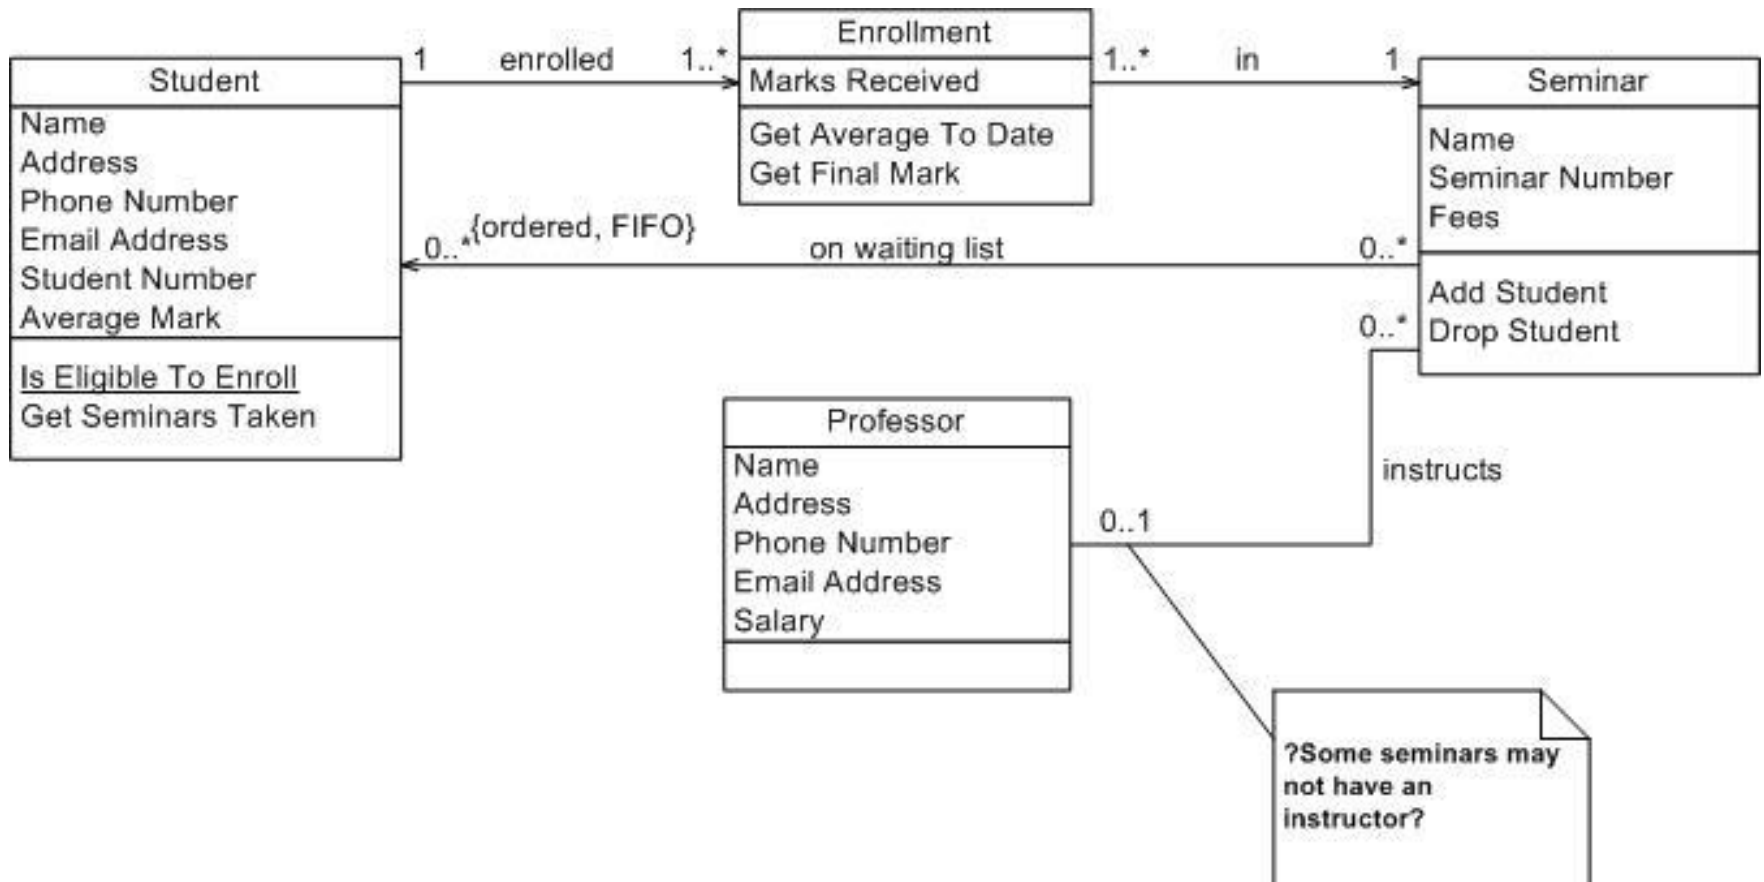 Student
Name
Address
Phone Number
Email Address
Student Number
Average Mark
Is Eligible To Enroll
Get Seminars Taken
1 enrolled 1..*
Enrollment
Marks Received
Get Average To Date
Get Final Mark
1..* in 1
Seminar
Name
Seminar Number
Fees
Add Student
Drop Student
{ordered, FIFO}
0..* on waiting list 0..*
0..*
instructs
0..1
Professor
Name
Address
Phone Number
Email Address
Salary
?Some seminars may
not have an
instructor?